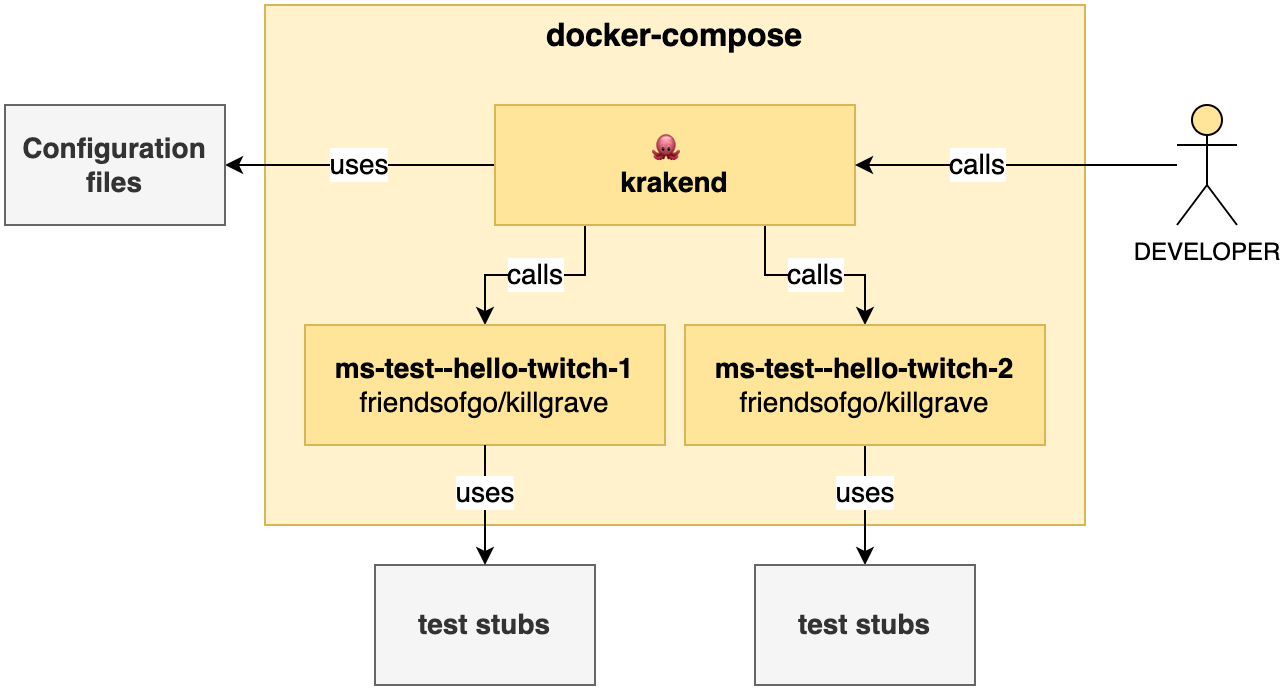 docker-compose
Configuration
files
uses
krakend
calls
DEVELOPER
calls
calls
ms-test--hello-twitch-1
friendsofgo/killgrave
ms-test--hello-twitch-2
friendsofgo/killgrave
uses
uses
test stubs
test stubs